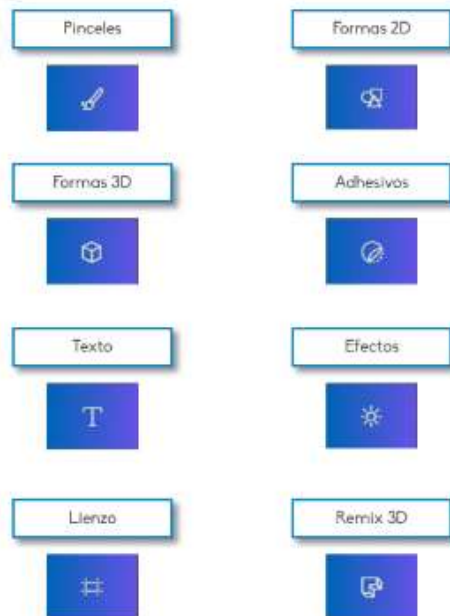 Pinceles
Formas 2D
Formas 3D
Adhesivos
Texto
Efectos
T
Lienzo
Remix 3D